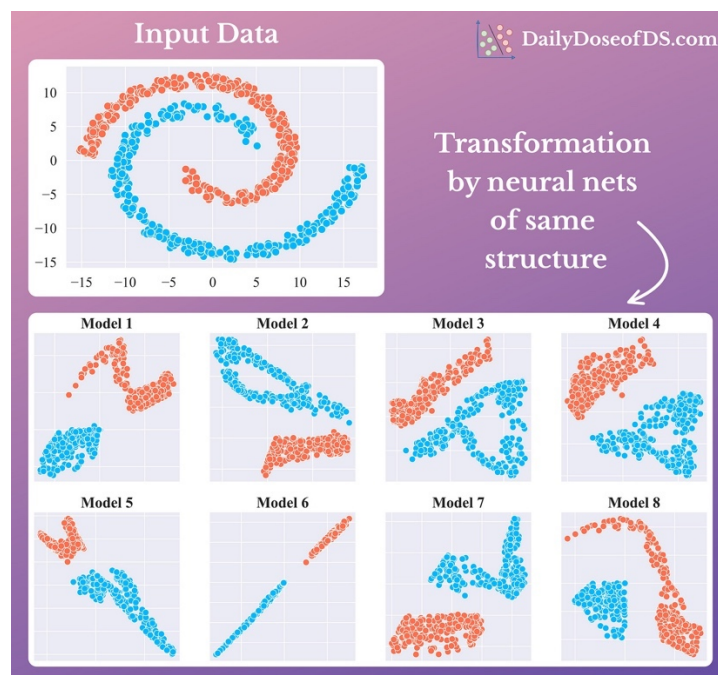 Input Data
DailyDoseofDS.com
10
5
0
−5
−10
−15
−15 −10 −5 0 5 10 15
Transformation
by neural nets
of same
structure
Model 1 Model 2 Model 3 Model 4
Model 5 Model 6 Model 7 Model 8